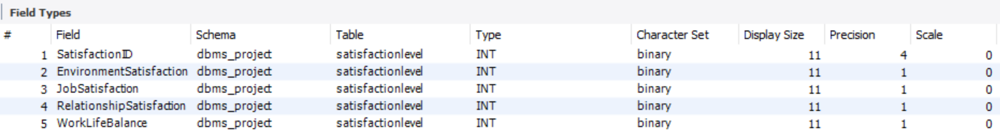 Field Types
# Field Schema Table Type Character Set Display Size Precision Scale
1 SatisfactionID dbms_project satisfactionlevel INT binary 11 4 0
2 EnvironmentSatisfaction dbms_project satisfactionlevel INT binary 11 1 0
3 JobSatisfaction dbms_project satisfactionlevel INT binary 11 1 0
4 RelationshipSatisfaction dbms_project satisfactionlevel INT binary 11 1 0
5 WorkLifeBalance dbms_project satisfactionlevel INT binary 11 1 0